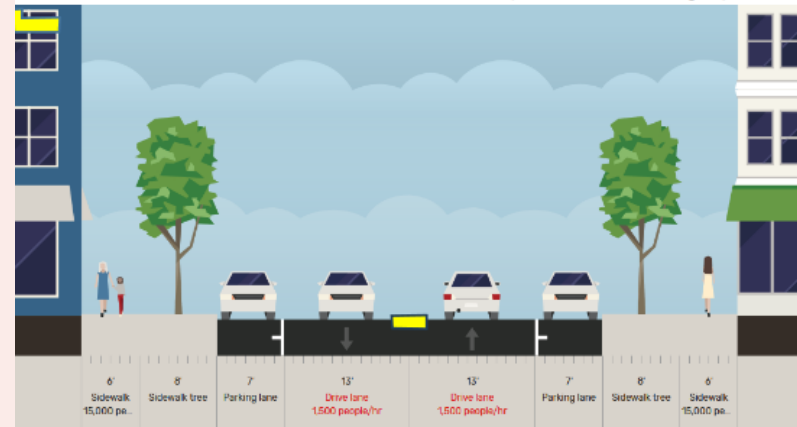 6'
Sidewalk
15,000 pe...
8'
Sidewalk tree
7'
Parking lane
13'
Drive lane
1,500 people/hr
13'
Drive lane
1,500 people/hr
7'
Parking lane
8'
Sidewalk tree
6'
Sidewalk
15,000 pe...